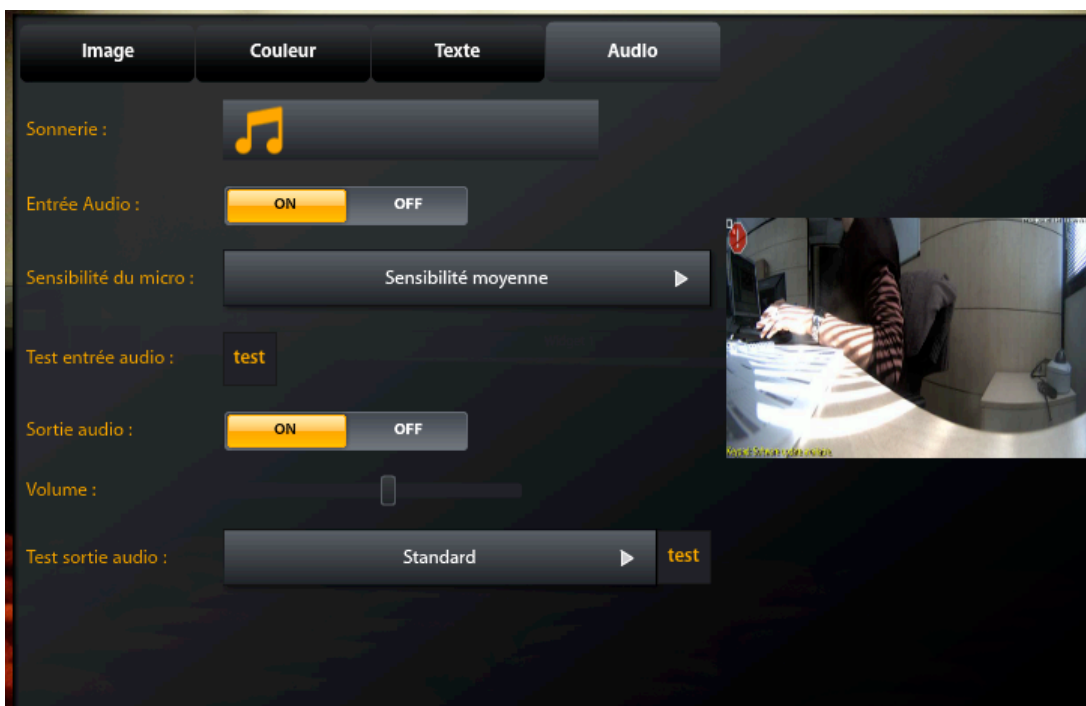 Image
Couleur
Texte
Audio
Sonnerie :
Entrée Audio :
ON
OFF
Sensibilité du micro :
Sensibilité moyenne
Test entrée audio :
test
Sortie audio :
ON
OFF
Volume :
Test sortie audio :
Standard
test